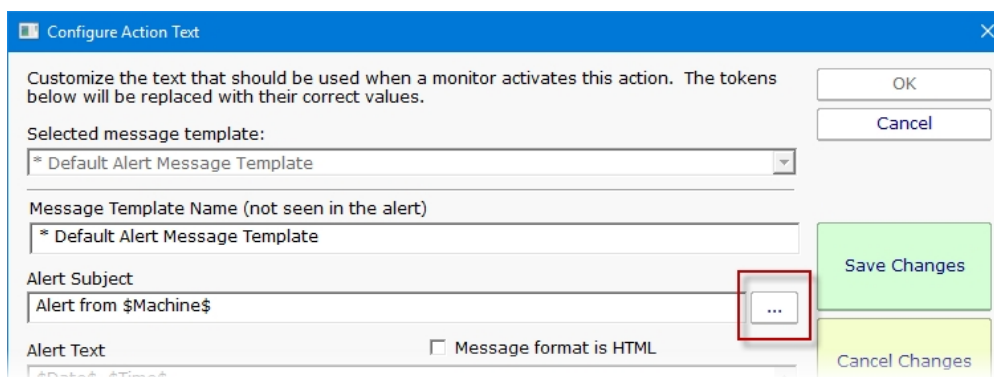 Configure Action Text
Customize the text that should be used when a monitor activates this action. The tokens
below will be replaced with their correct values.
OK
Cancel
Selected message template:
* Default Alert Message Template
Message Template Name (not seen in the alert)
* Default Alert Message Template
Save Changes
Alert Subject
Alert from $Machine$
...
Alert Text
Message format is HTML
Cancel Changes
$Date$ $Time$